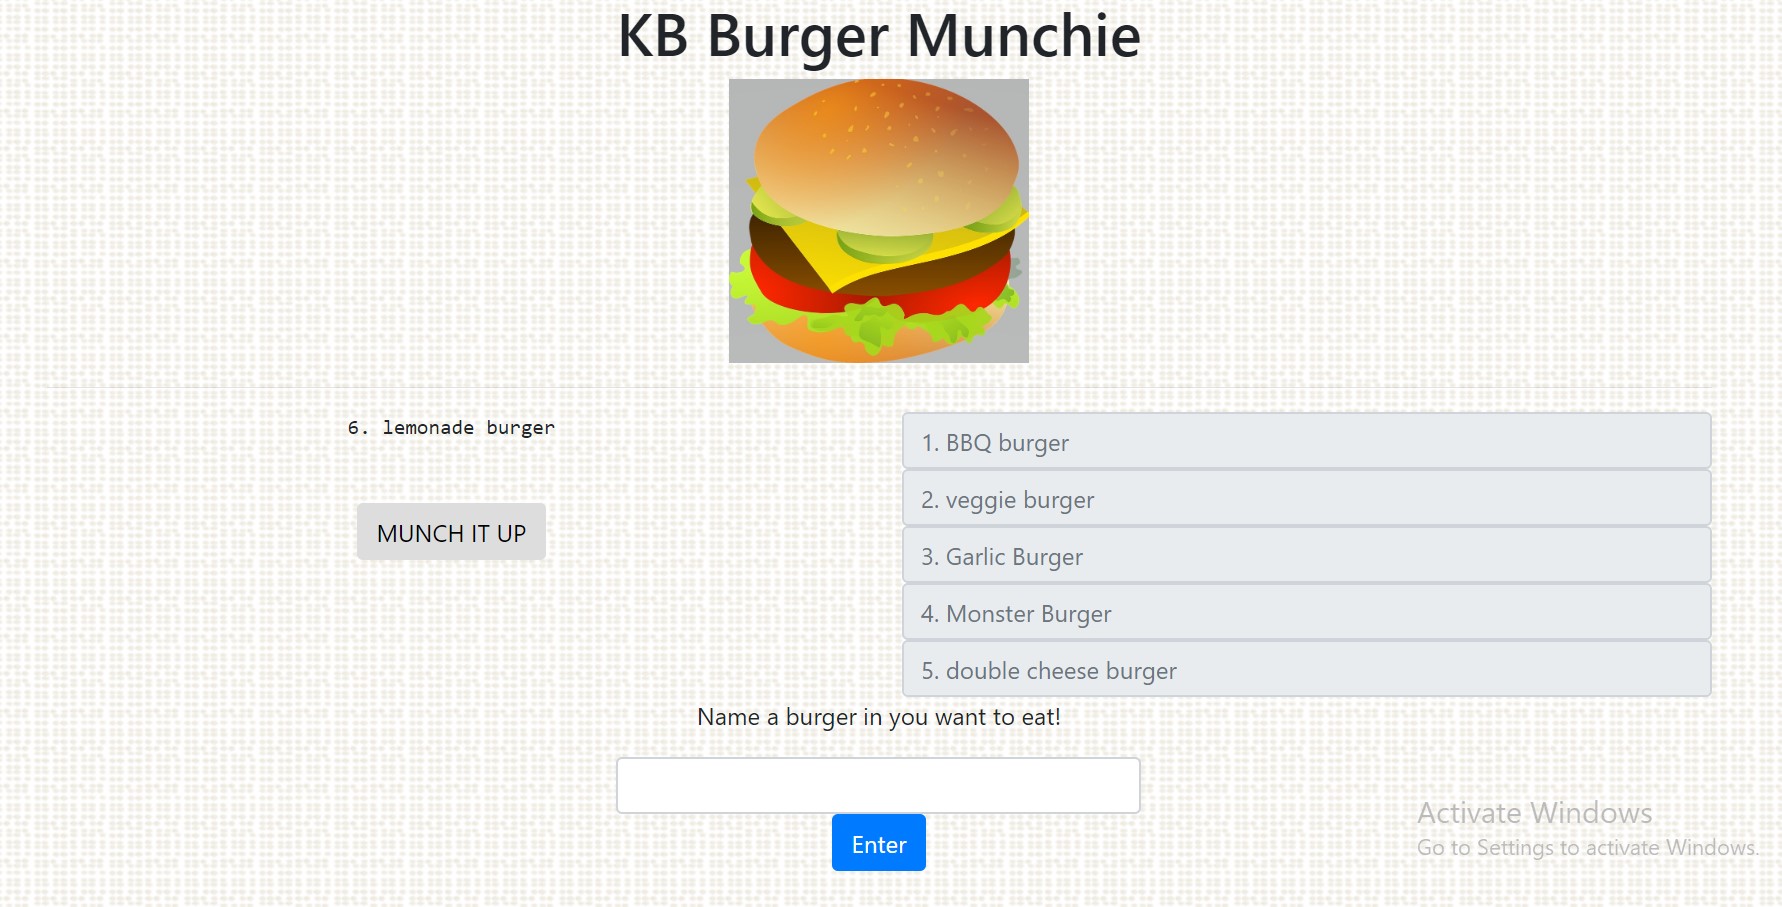 KB Burger Munchie
6. lemonade burger
MUNCH IT UP
1. BBQ burger
2. veggie burger
3. Garlic Burger
4. Monster Burger
5. double cheese burger
Name a burger in you want to eat!
Enter
Activate Windows
Go to Settings to activate Windows.